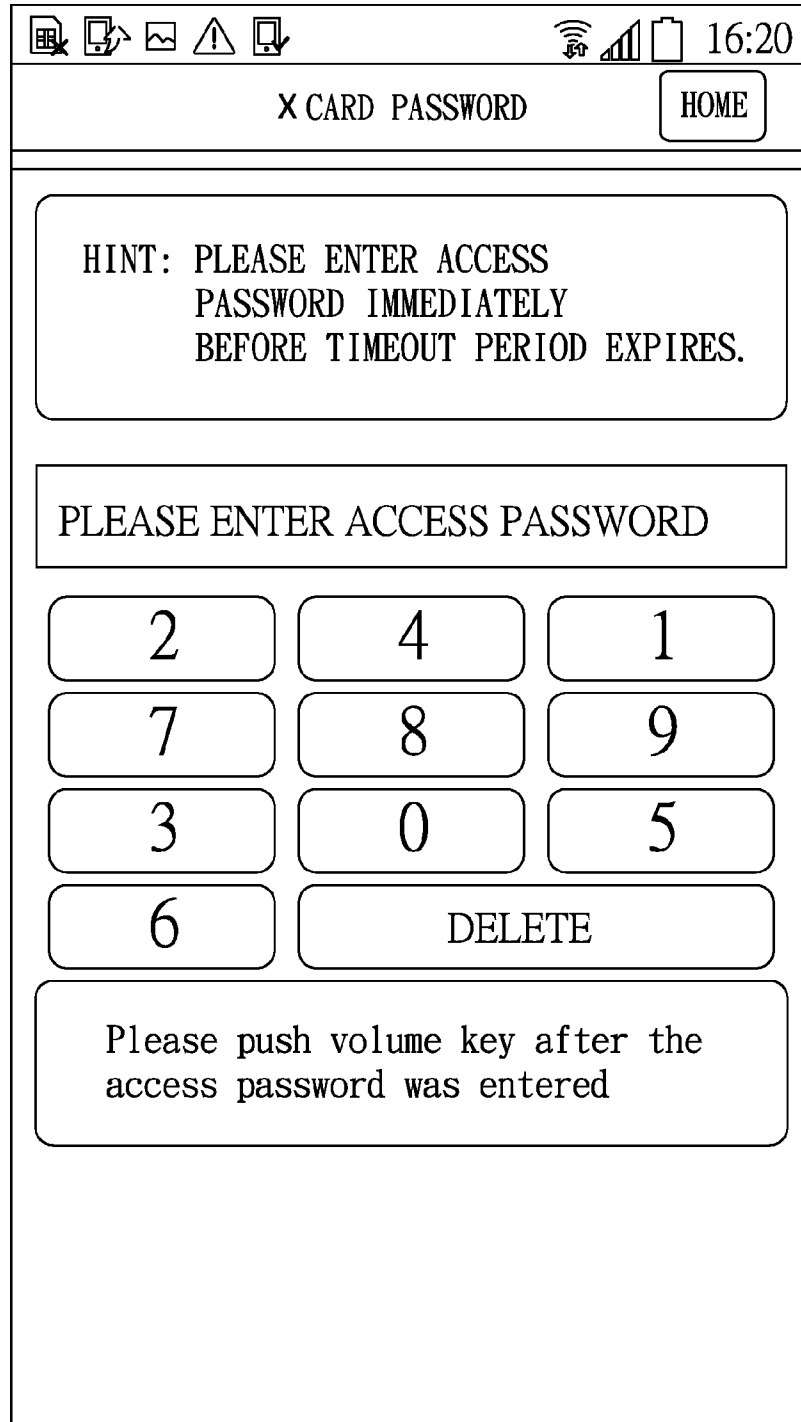 16:20
X CARD PASSWORD HOME
HINT: PLEASE ENTER ACCESS
PASSWORD IMMEDIATELY
BEFORE TIMEOUT PERIOD EXPIRES.
PLEASE ENTER ACCESS PASSWORD
2 4 1
7 8 9
3 0 5
6 DELETE
Please push volume key after the
access password was entered